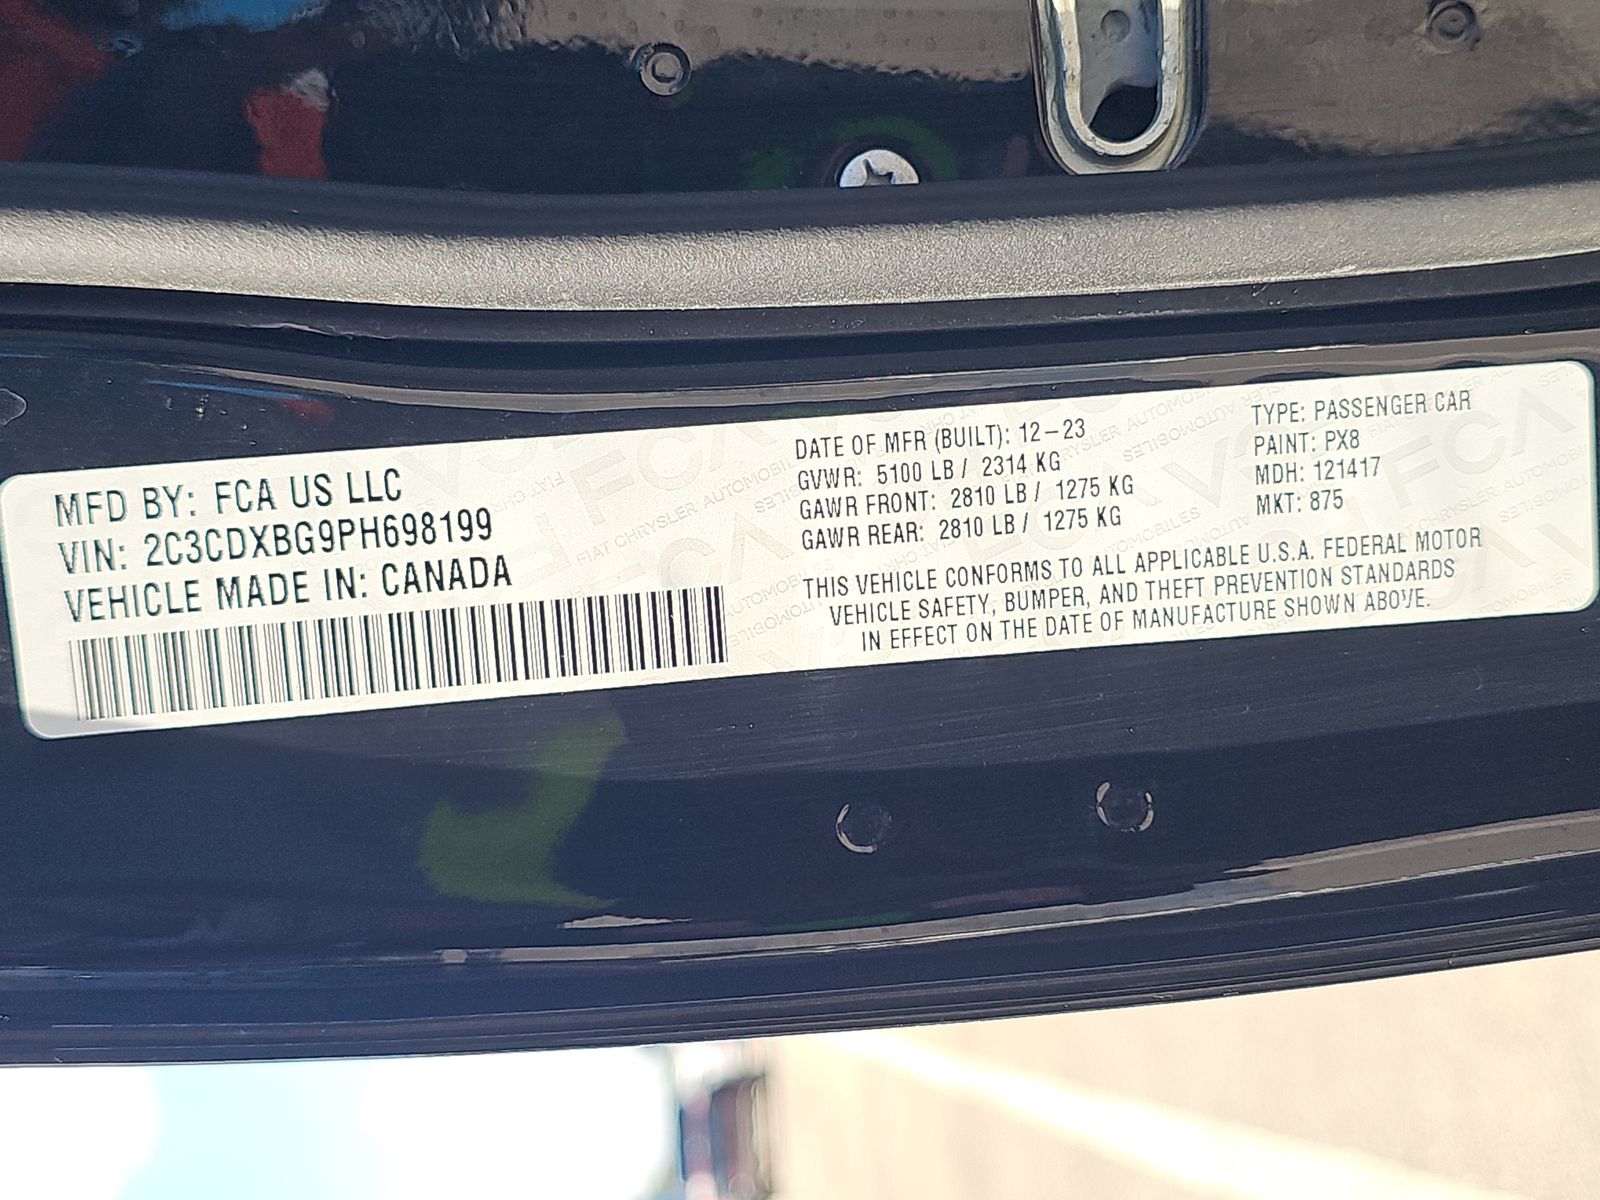 MFD BY: FCA US LLC
VIN: 2C3CDXBG9PH698199
VEHICLE MADE IN: CANADA
DATE OF MFR (BUILT): 12-23
GVWR: 5100 LB / 2314 KG
GAWR FRONT: 2810 LB / 1275 KG
GAWR REAR: 2810 LB / 1275 KG
TYPE: PASSENGER CAR
PAINT: PX8
MDH: 121417
MKT: 875
THIS VEHICLE CONFORMS TO ALL APPLICABLE U.S.A. FEDERAL MOTOR
VEHICLE SAFETY, BUMPER, AND THEFT PREVENTION STANDARDS
IN EFFECT ON THE DATE OF MANUFACTURE SHOWN ABOVE.